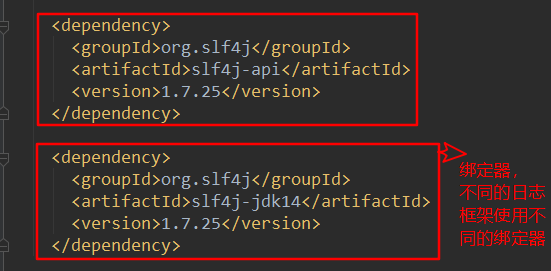 <dependency>
<groupId>org.slf4j</groupId>
<artifactId>slf4j-api</artifactId>
<version>1.7.25</version>
</dependency>
<dependency>
<groupId>org.slf4j</groupId>
<artifactId>slf4j-jdk14</artifactId>
<version>1.7.25</version>
</dependency>
绑定器，
不同的日志
框架使用不
同的绑定器